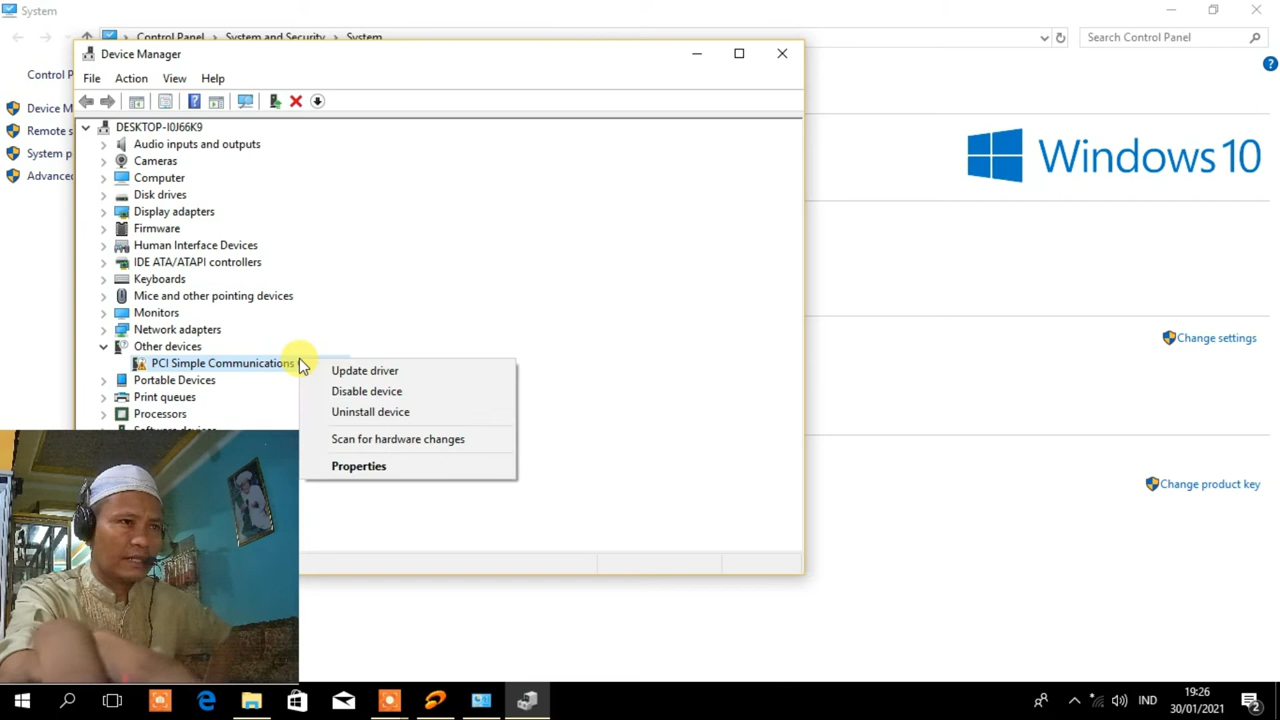 System
Control Panel System and Security System
Search Control Panel
Device Manager
File Action View Help
Control P
Device M
Remote s
System p
Advance
DESKTOP-I0J66K9
Audio inputs and outputs
Cameras
Computer
Disk drives
Display adapters
Firmware
Human Interface Devices
IDE ATA/ATAPI controllers
Keyboards
Mice and other pointing devices
Monitors
Network adapters
Other devices
PCI Simple Communications
Portable Devices
Print queues
Processors
Update driver
Disable device
Uninstall device
Scan for hardware changes
Properties
Windows 10
Change settings
Change product key
IND
19:26
30/01/2021
2